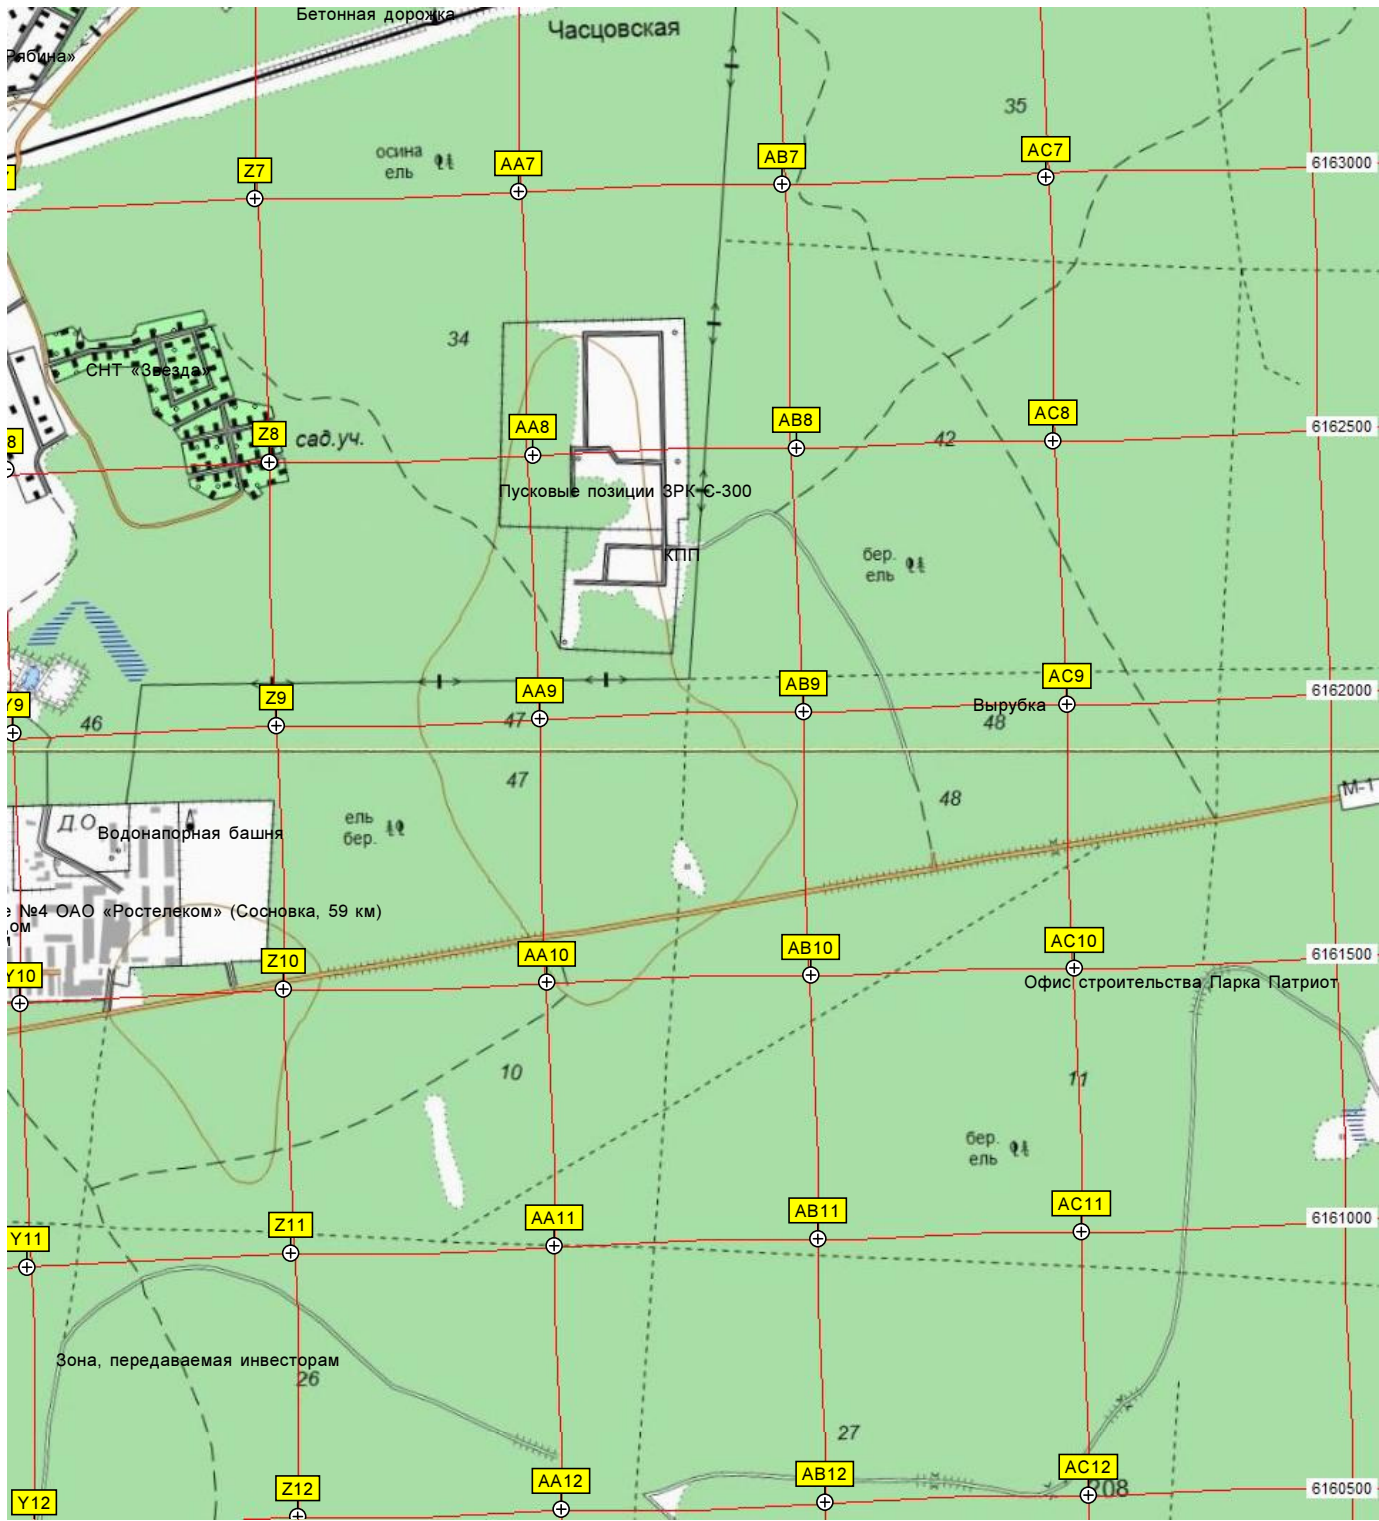 Бетонная дорожка
Часцовская
Рябина»
35
осина
ель
Z7
AA7
AB7
AC7
6163000
7
34
СНТ «Звезда»
Z8
сад.уч.
AA8
AB8
AC8
6162500
42
8
Пусковые позиции ЗРК С-300
КПП
бер.
ель
Y9
46
Z9
AA9
47
AB9
AC9
6162000
Вырубка
48
47
48
М-1
Д.О
Водонапорная башня
ель
бер.
е №4 ОАО «Ростелеком» (Сосновка, 59 км)
ом
и
Y10
Z10
AA10
AB10
AC10
6161500
Офис строительства Парка Патриот
10
11
бер.
ель
Y11
Z11
AA11
AB11
AC11
6161000
Зона, передаваемая инвесторам
26
27
Y12
Z12
AA12
AB12
AC12
208
6160500